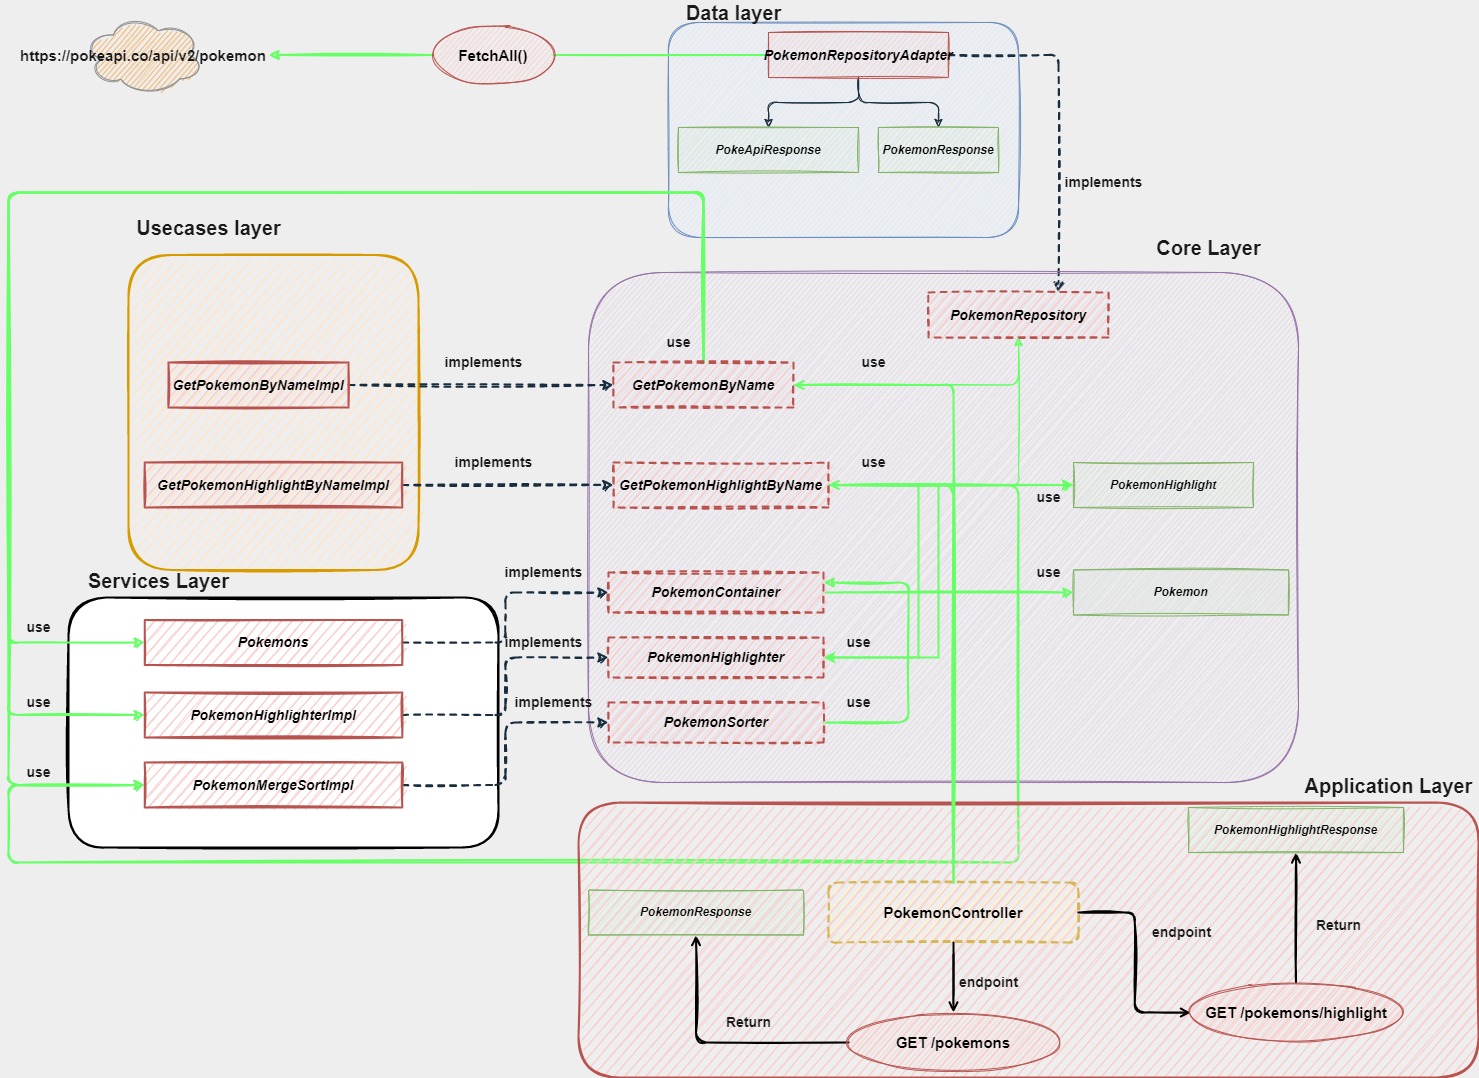 Data layer
https://pokeapi.co/api/v2/pokemon
FetchAll()
PokemonRepositoryAdapter
PokeApiResponse
PokemonResponse
implements
Usecases layer
Core Layer
PokemonRepository
use
implements
use
GetPokemonByNameImpl
GetPokemonByName
implements
use
GetPokemonHighlightByNameImpl
GetPokemonHighlightByName
PokemonHighlight
use
Services Layer
implements
use
PokemonContainer
Pokemon
use
Pokemons
implements
use
PokemonHighlighter
use
PokemonHighlighterImpl
implements
use
PokemonSorter
use
PokemonMergeSortImpl
Application Layer
PokemonHighlightResponse
PokemonResponse
PokemonController
endpoint
Return
endpoint
Return
GET /pokemons/highlight
GET /pokemons